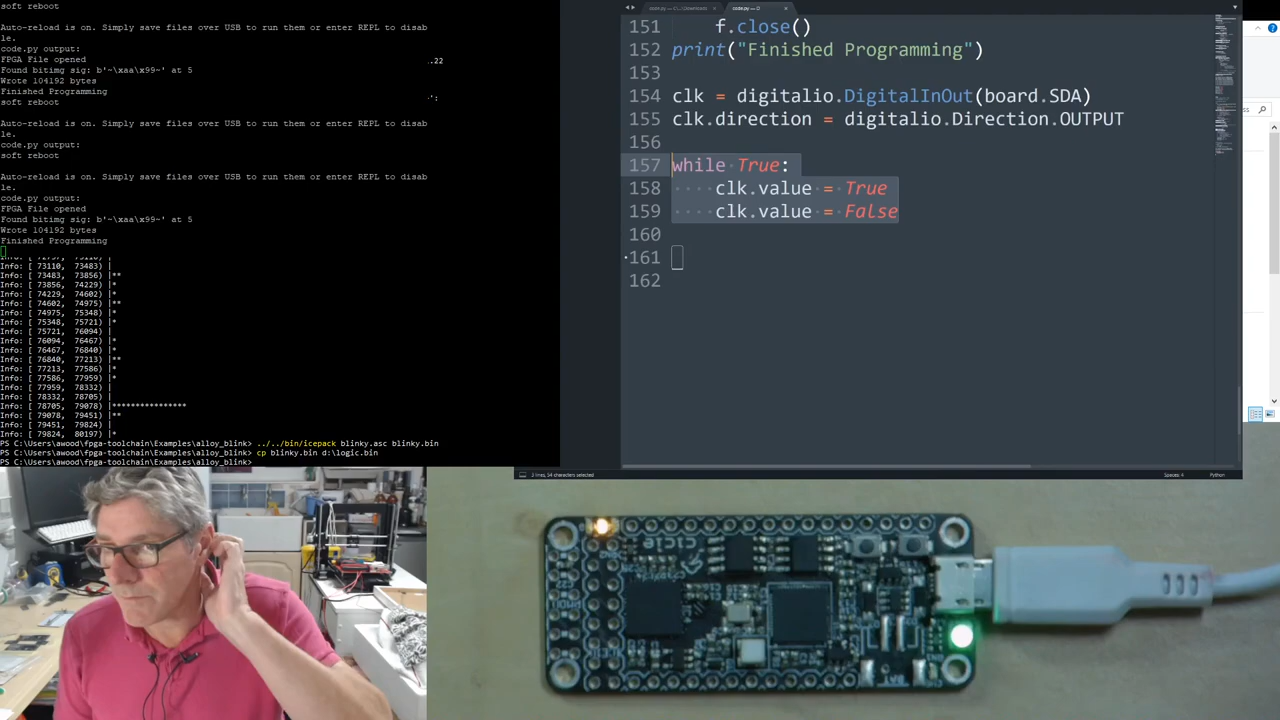 soft reboot
Auto-reload is on. Simply save files over USB to run them or enter REPL to disab
le.
code.py output:
FPGA File opened
Found bitimg sig: b'~\xaa\x99~' at 5
Wrote 104192 bytes
Finished Programming
soft reboot
Auto-reload is on. Simply save files over USB to run them or enter REPL to disab
le.
code.py output:
soft reboot
Auto-reload is on. Simply save files over USB to run them or enter REPL to disab
le.
code.py output:
FPGA File opened
Found bitimg sig: b'~\xaa\x99~' at 5
Wrote 104192 bytes
Finished Programming
Info: [ 73110, 73483) |
Info: [ 73483, 73856) |**
Info: [ 73856, 74229) |*
Info: [ 74229, 74602) |*
Info: [ 74602, 74975) |**
Info: [ 74975, 75348) |*
Info: [ 75348, 75721) |*
Info: [ 75721, 76094) |
Info: [ 76094, 76467) |*
Info: [ 76467, 76840) |*
Info: [ 76840, 77213) |**
Info: [ 77213, 77586) |*
Info: [ 77586, 77959) |*
Info: [ 77959, 78332) |
Info: [ 78332, 78705) |
Info: [ 78705, 79078) |****************
Info: [ 79078, 79451) |**
Info: [ 79451, 79824) |
Info: [ 79824, 80197) |*
PS C:\Users\awood\fpga-toolchain\Examples\alloy_blink> ../../bin/icepack blinky.asc blinky.bin
PS C:\Users\awood\fpga-toolchain\Examples\alloy_blink> cp blinky.bin d:\logic.bin
PS C:\Users\awood\fpga-toolchain\Examples\alloy_blink>
..22
.':
151 f.close()
152 print("Finished Programming")
153
154 clk = digitalio.DigitalInOut(board.SDA)
155 clk.direction = digitalio.Direction.OUTPUT
156
157 while True:
158 clk.value = True
159 clk.value = False
160
161
162
3 lines, 54 characters selected
Spaces: 4
Python